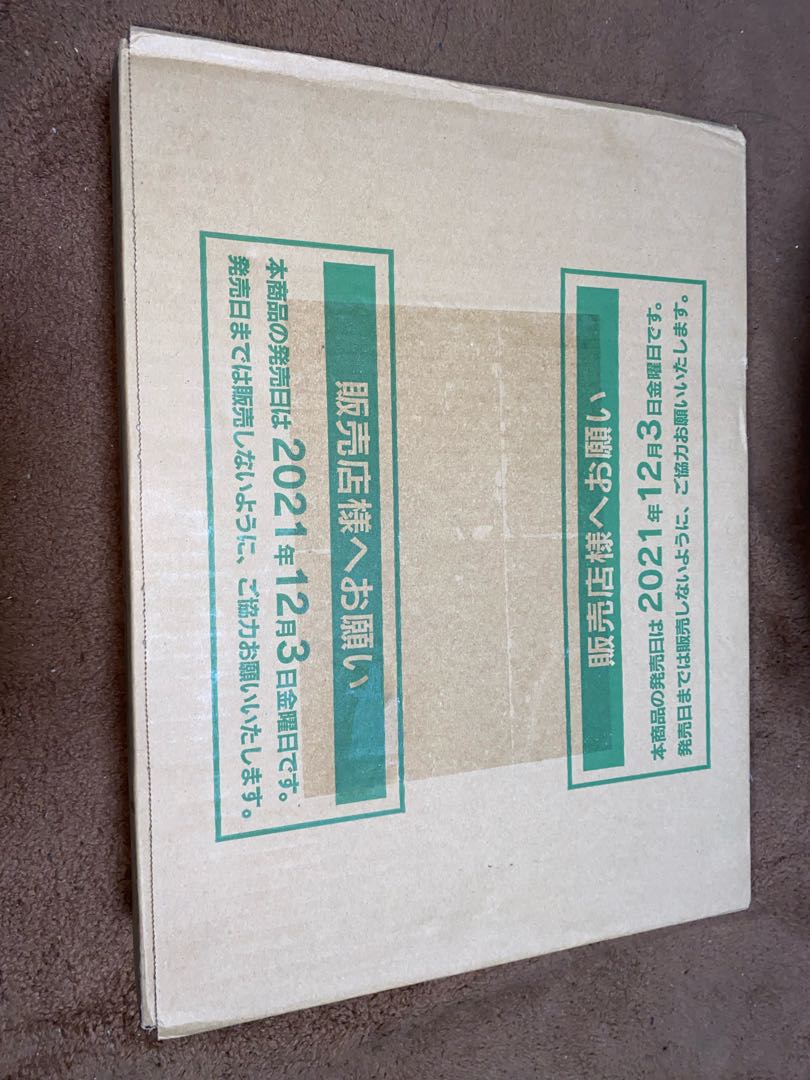 販売店様へお願い
本商品の発売日は2021年12月3日金曜日です。
発売日までは販売しないように、ご協力お願いいたします。
販売店様へお願い
本商品の発売日は2021年12月3日金曜日です。
発売日までは販売しないように、ご協力お願いいたします。